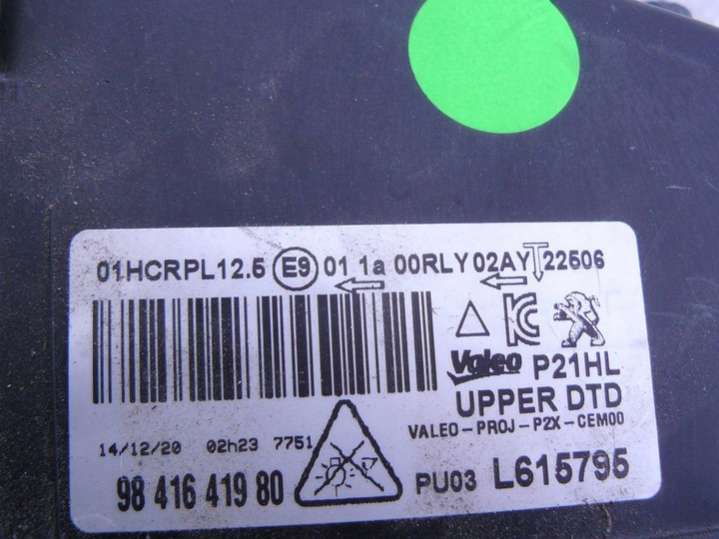 01HCRPL12.5 E9 01 1a 00RLY 02AY 22506
KC
Valeo P21HL
UPPER DTD
VALEO-PROJ-P2X-CEM00
14/12/20 02h23 7751
98 416 419 80
PU03 L615795